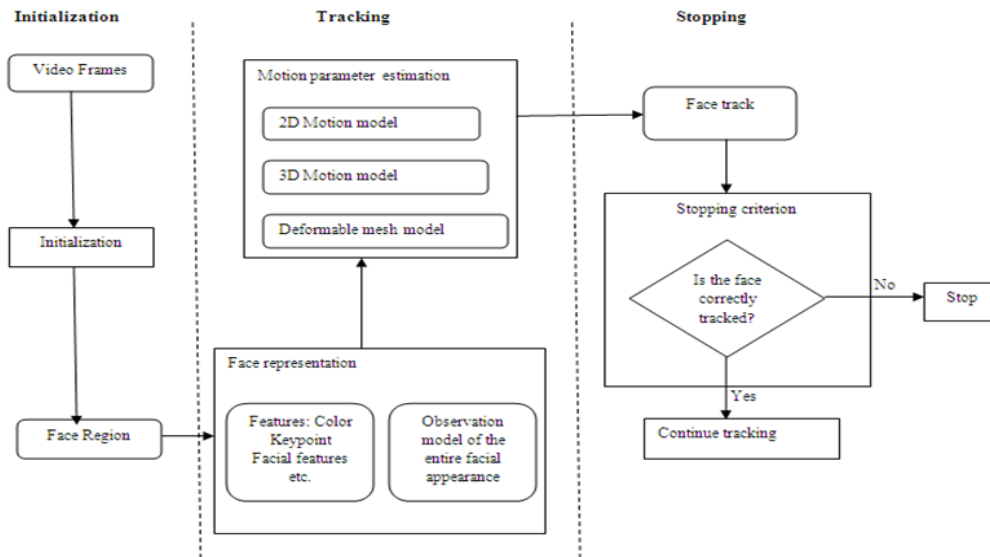 Initialization
Tracking
Stopping
Video Frames
Initialization
Face Region
Motion parameter estimation
2D Motion model
3D Motion model
Deformable mesh model
Face representation
Features: Color
Keypoint
Facial features
etc.
Observation
model of the
entire facial
appearance
Face track
Stopping criterion
Is the face
correctly
tracked?
No
Stop
Yes
Continue tracking